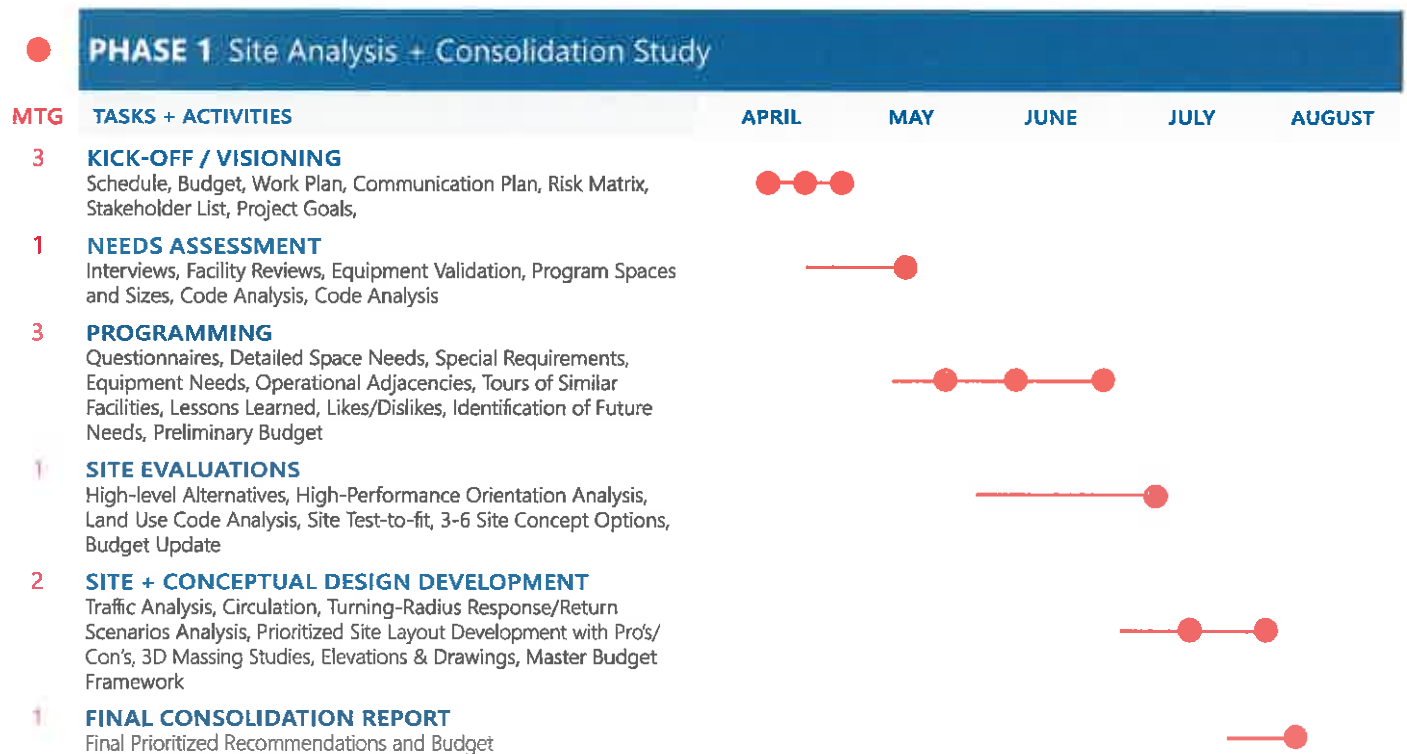 PHASE 1 Site Analysis + Consolidation Study
MTG TASKS + ACTIVITIES APRIL MAY JUNE JULY AUGUST
3 KICK-OFF / VISIONING
Schedule, Budget, Work Plan, Communication Plan, Risk Matrix,
Stakeholder List, Project Goals,
1 NEEDS ASSESSMENT
Interviews, Facility Reviews, Equipment Validation, Program Spaces
and Sizes, Code Analysis, Code Analysis
3 PROGRAMMING
Questionnaires, Detailed Space Needs, Special Requirements,
Equipment Needs, Operational Adjacencies, Tours of Similar
Facilities, Lessons Learned, Likes/Dislikes, Identification of Future
Needs, Preliminary Budget
1 SITE EVALUATIONS
High-level Alternatives, High-Performance Orientation Analysis,
Land Use Code Analysis, Site Test-to-fit, 3-6 Site Concept Options,
Budget Update
2 SITE + CONCEPTUAL DESIGN DEVELOPMENT
Traffic Analysis, Circulation, Turning-Radius Response/Return
Scenarios Analysis, Prioritized Site Layout Development with Pro's/
Con's, 3D Massing Studies, Elevations & Drawings, Master Budget
Framework
1 FINAL CONSOLIDATION REPORT
Final Prioritized Recommendations and Budget